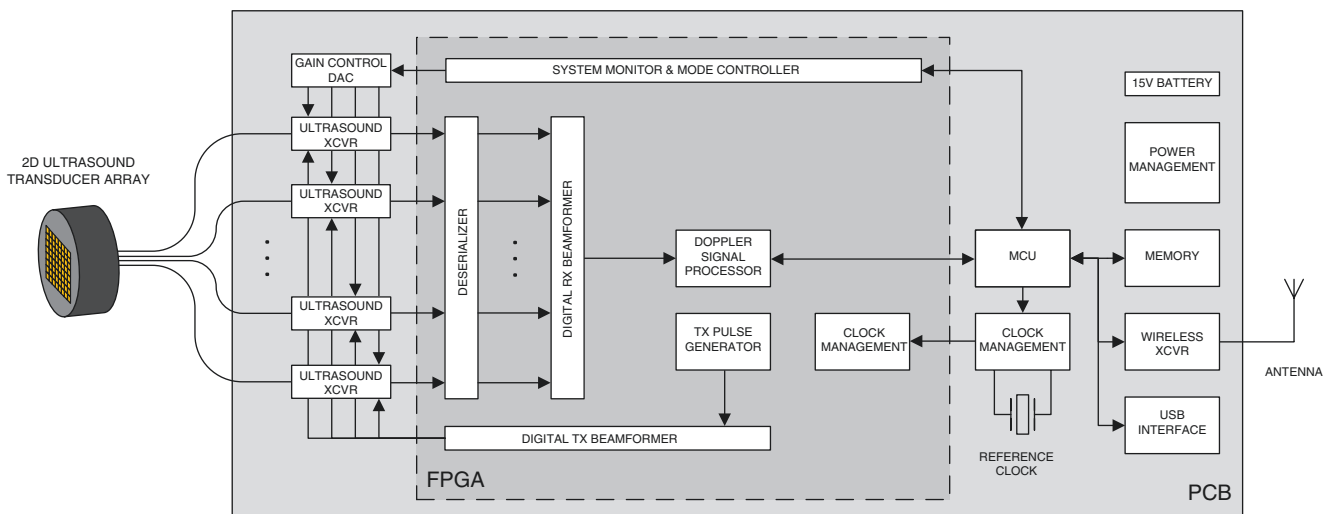 GAIN CONTROL
DAC
SYSTEM MONITOR & MODE CONTROLLER
15V BATTERY
ULTRASOUND
XCVR
2D ULTRASOUND
TRANSDUCER ARRAY
POWER
MANAGEMENT
ULTRASOUND
XCVR
DESERIALIZER
DIGITAL RX BEAMFORMER
DOPPLER
SIGNAL
PROCESSOR
MCU
MEMORY
ULTRASOUND
XCVR
TX PULSE
GENERATOR
CLOCK
MANAGEMENT
CLOCK
MANAGEMENT
WIRELESS
XCVR
ANTENNA
ULTRASOUND
XCVR
USB
INTERFACE
DIGITAL TX BEAMFORMER
REFERENCE
CLOCK
FPGA
PCB